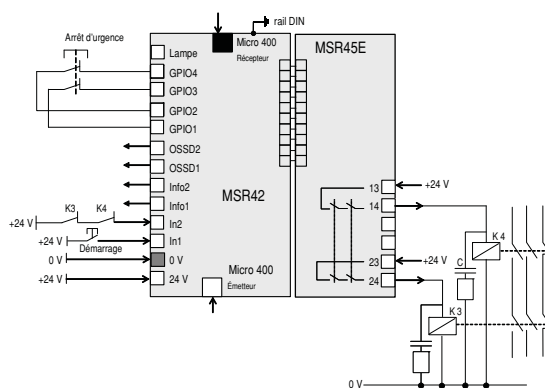 Arrêt d'urgence
rail DIN
Lampe
Micro 400
Récepteur
MSR45E
GPIO4
GPIO3
GPIO2
GPIO1
OSSD2
OSSD1
Info2
Info1
MSR42
K3
K4
+24 V
In2
+24 V
Démarrage
In1
0 V
0 V
+24 V
24 V
Micro 400
Émetteur
13
+24 V
14
23
+24 V
24
K 4
C
K 3
0 V